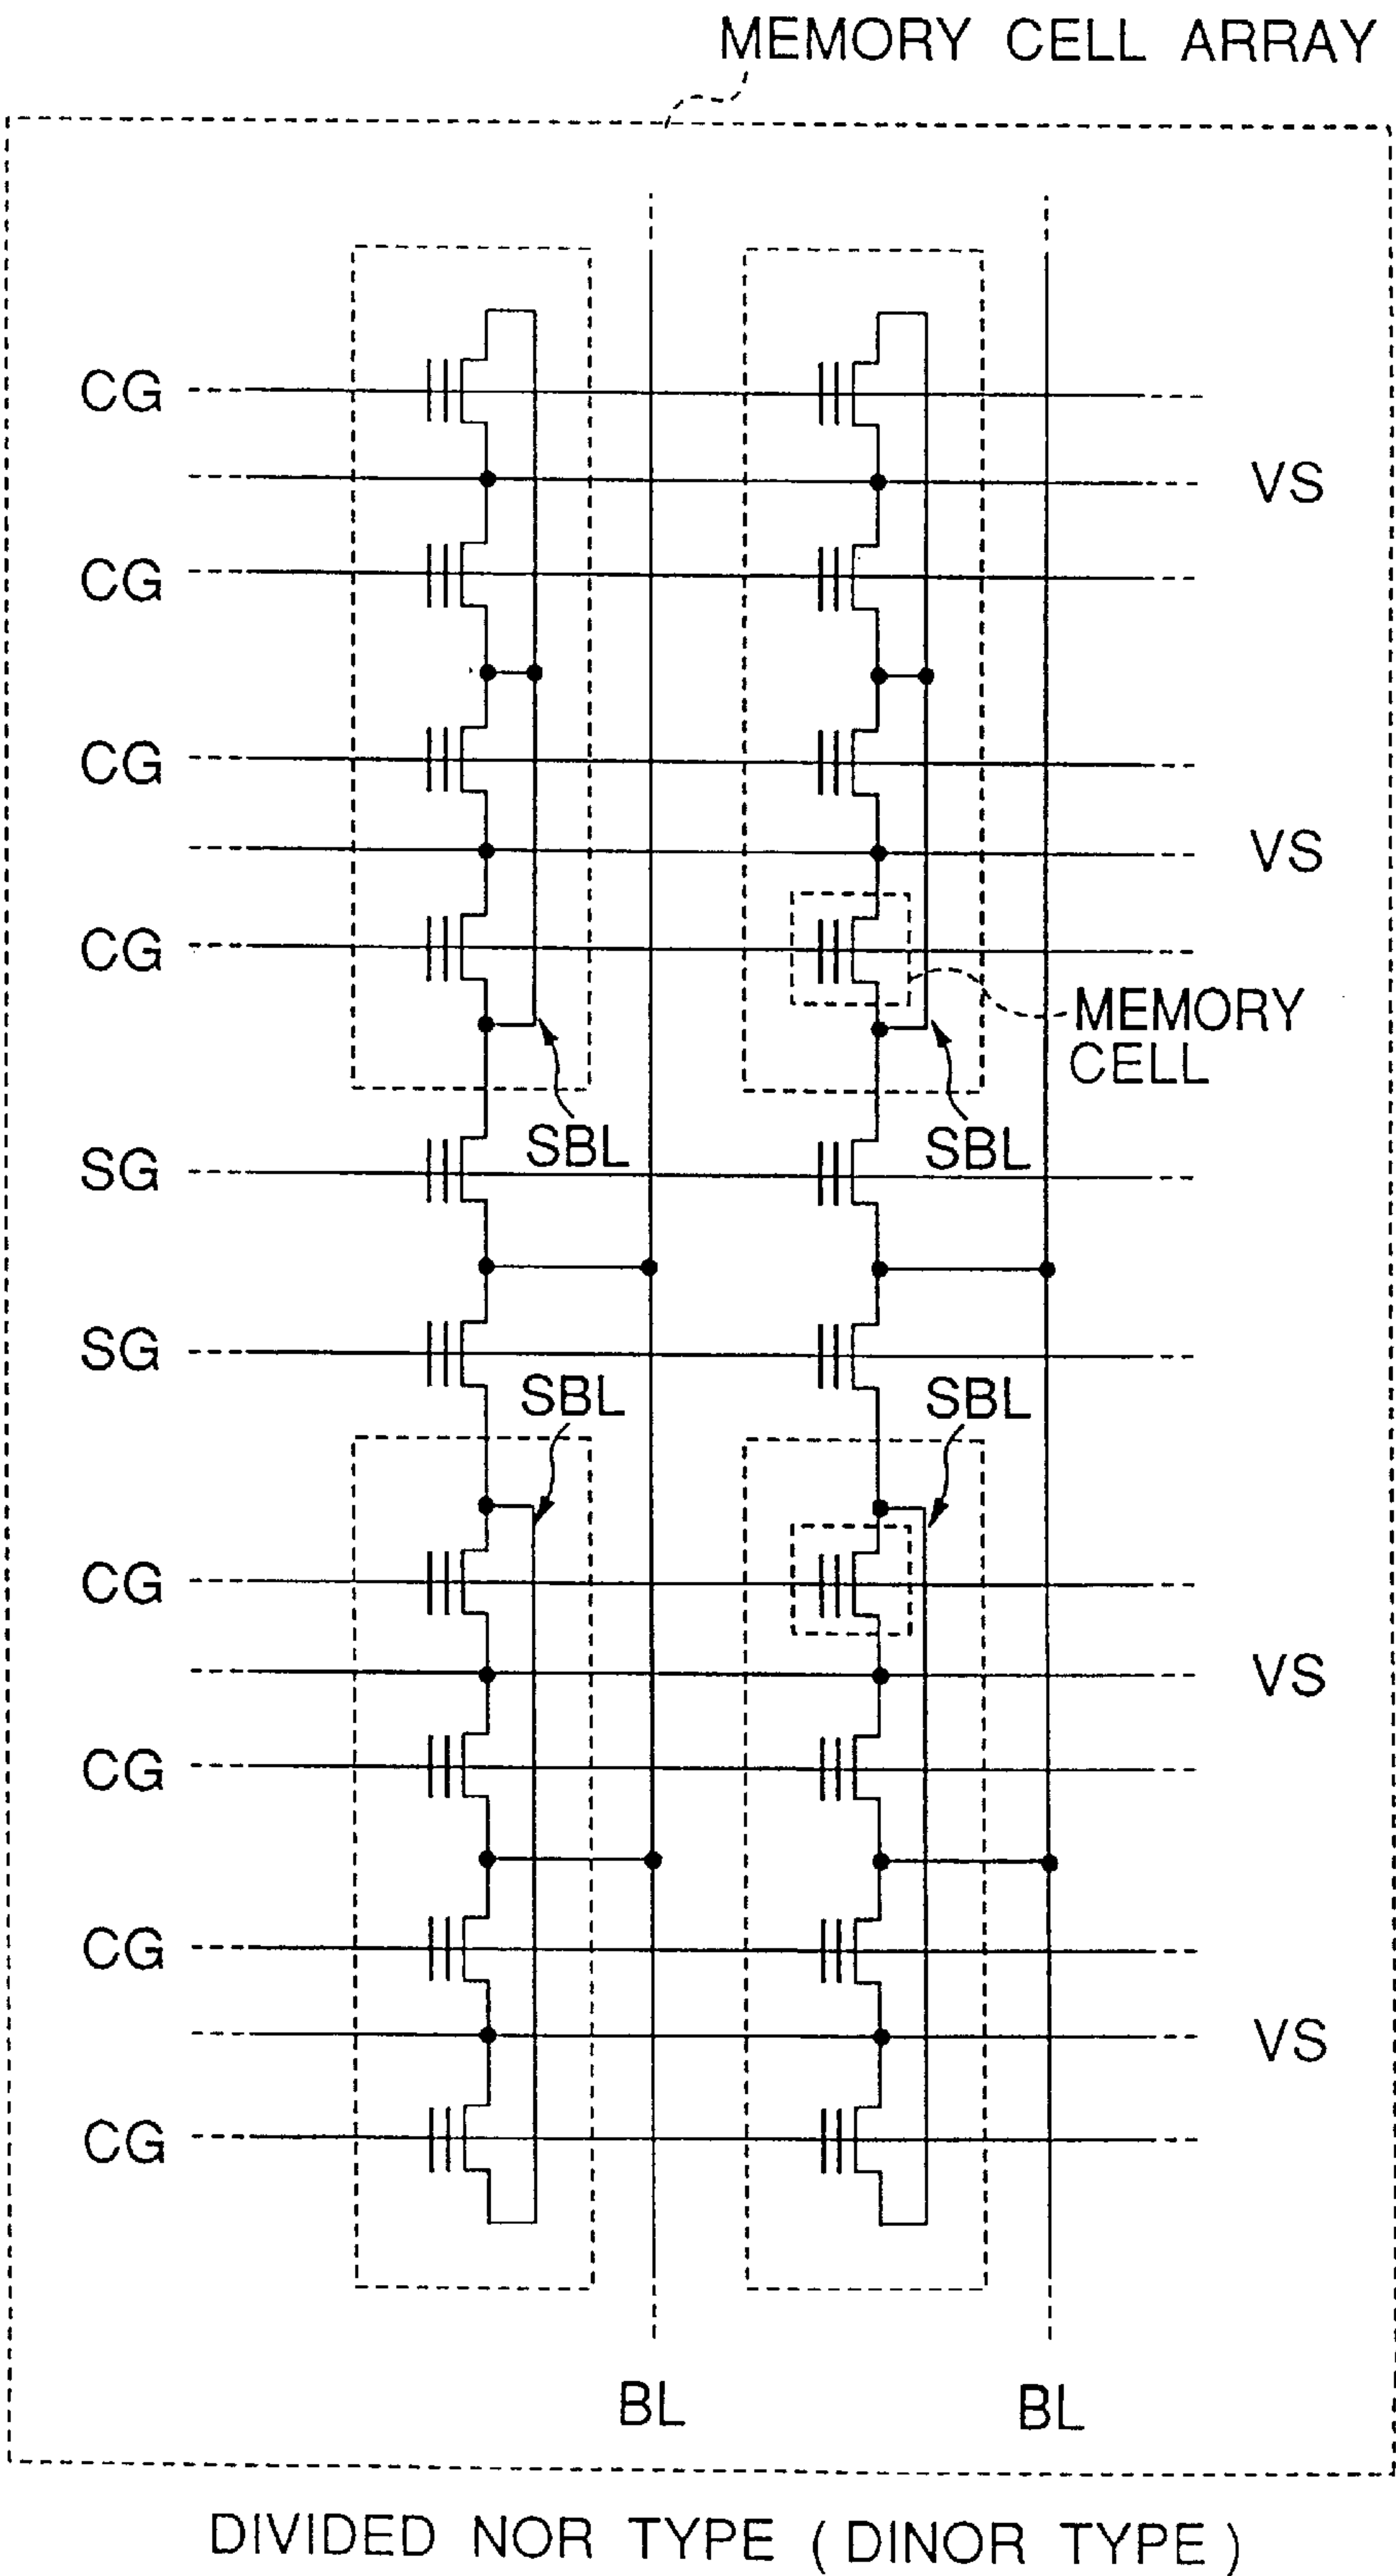 MEMORY CELL ARRAY
CG
VS
CG
CG
VS
CG
MEMORY
CELL
SBL
SBL
SG
SG
SBL
SBL
CG
VS
CG
CG
VS
CG
BL
BL
DIVIDED NOR TYPE ( DINOR TYPE )